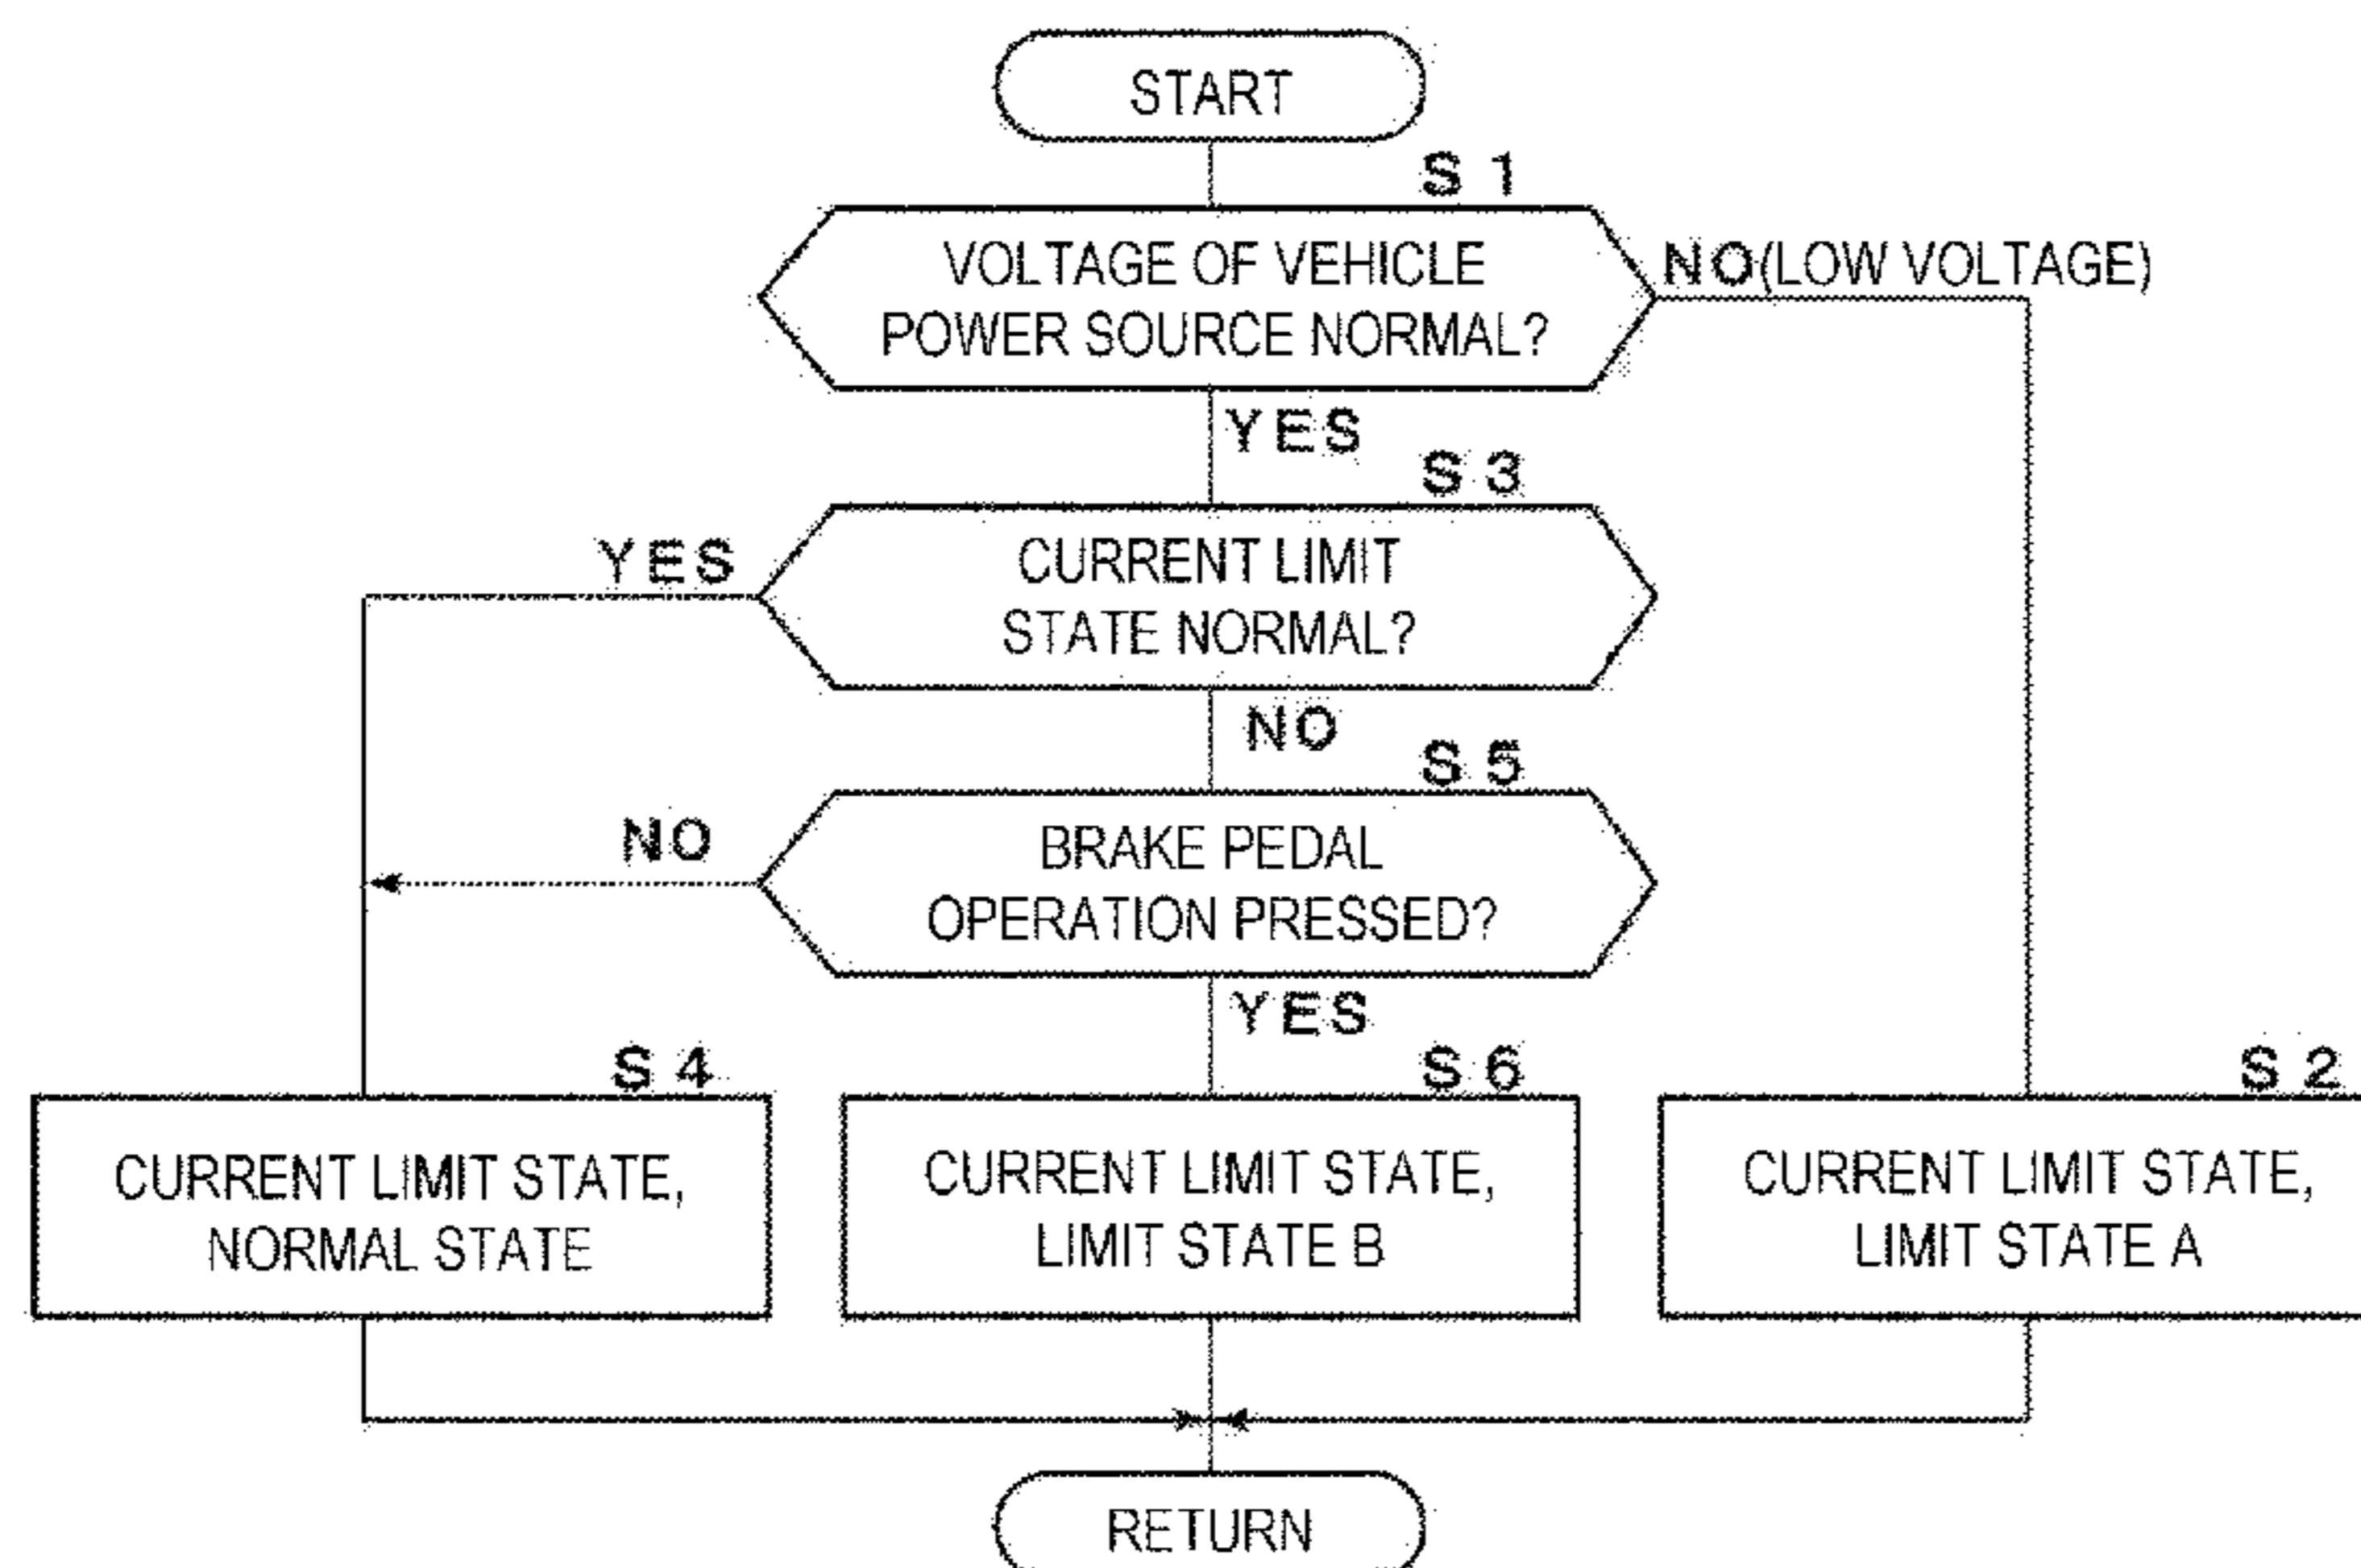 START
S 1
VOLTAGE OF VEHICLE
POWER SOURCE NORMAL?
NO(LOW VOLTAGE)
YES
S 3
CURRENT LIMIT
STATE NORMAL?
YES
NO
S 5
BRAKE PEDAL
OPERATION PRESSED?
NO
YES
S 4
CURRENT LIMIT STATE,
NORMAL STATE
S 6
CURRENT LIMIT STATE,
LIMIT STATE B
S 2
CURRENT LIMIT STATE,
LIMIT STATE A
RETURN